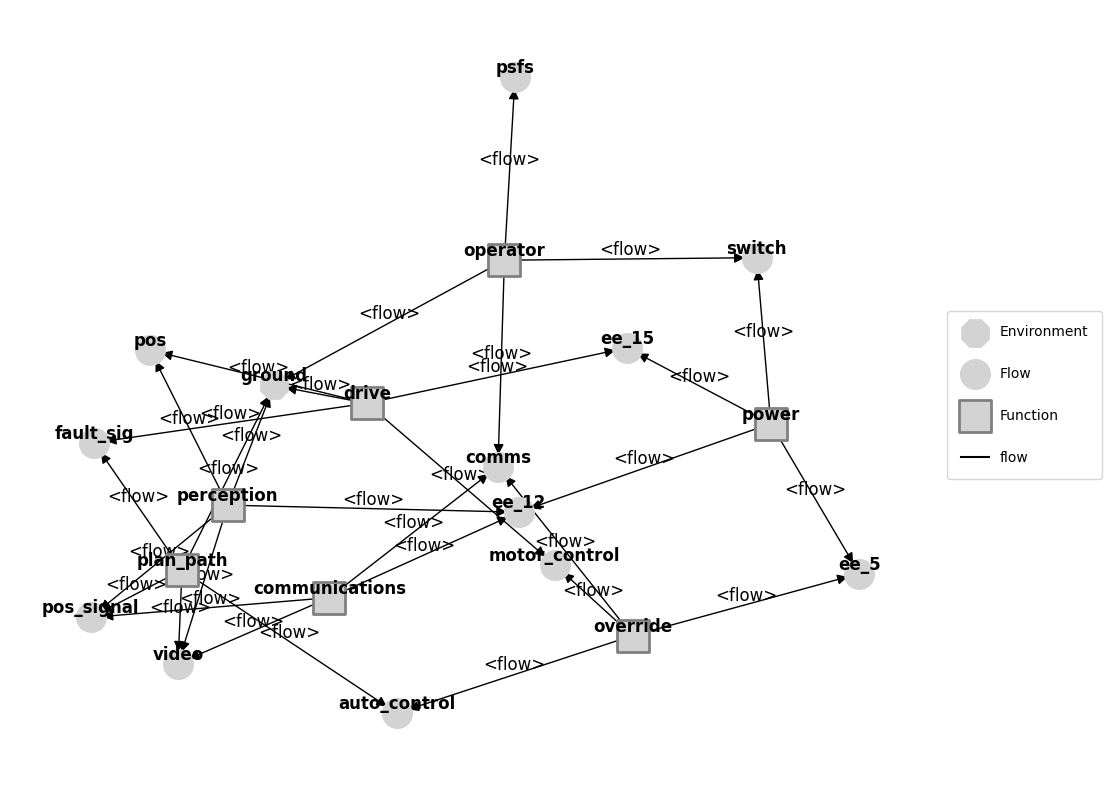 psfs
<flow>
operator
<flow>
switch
<flow>
<flow>
pos
ee_15
<flow>
<flow>
<flow>
ground
<flow>
<flow>
drive
<flow>
<flow>
power
<flow>
fault_sig
comms
<flow>
<flow>
<flow>
<flow>
perception
<flow>
<flow>
ee_12
<flow>
<flow>
<flow>
<flow>
motor_control
plan_path
ee_5
<flow>
<flow>
communications
<flow>
<flow>
<flow>
pos_signal
<flow>
<flow>
override
<flow>
video
<flow>
auto_control
Environment
Flow
Function
flow